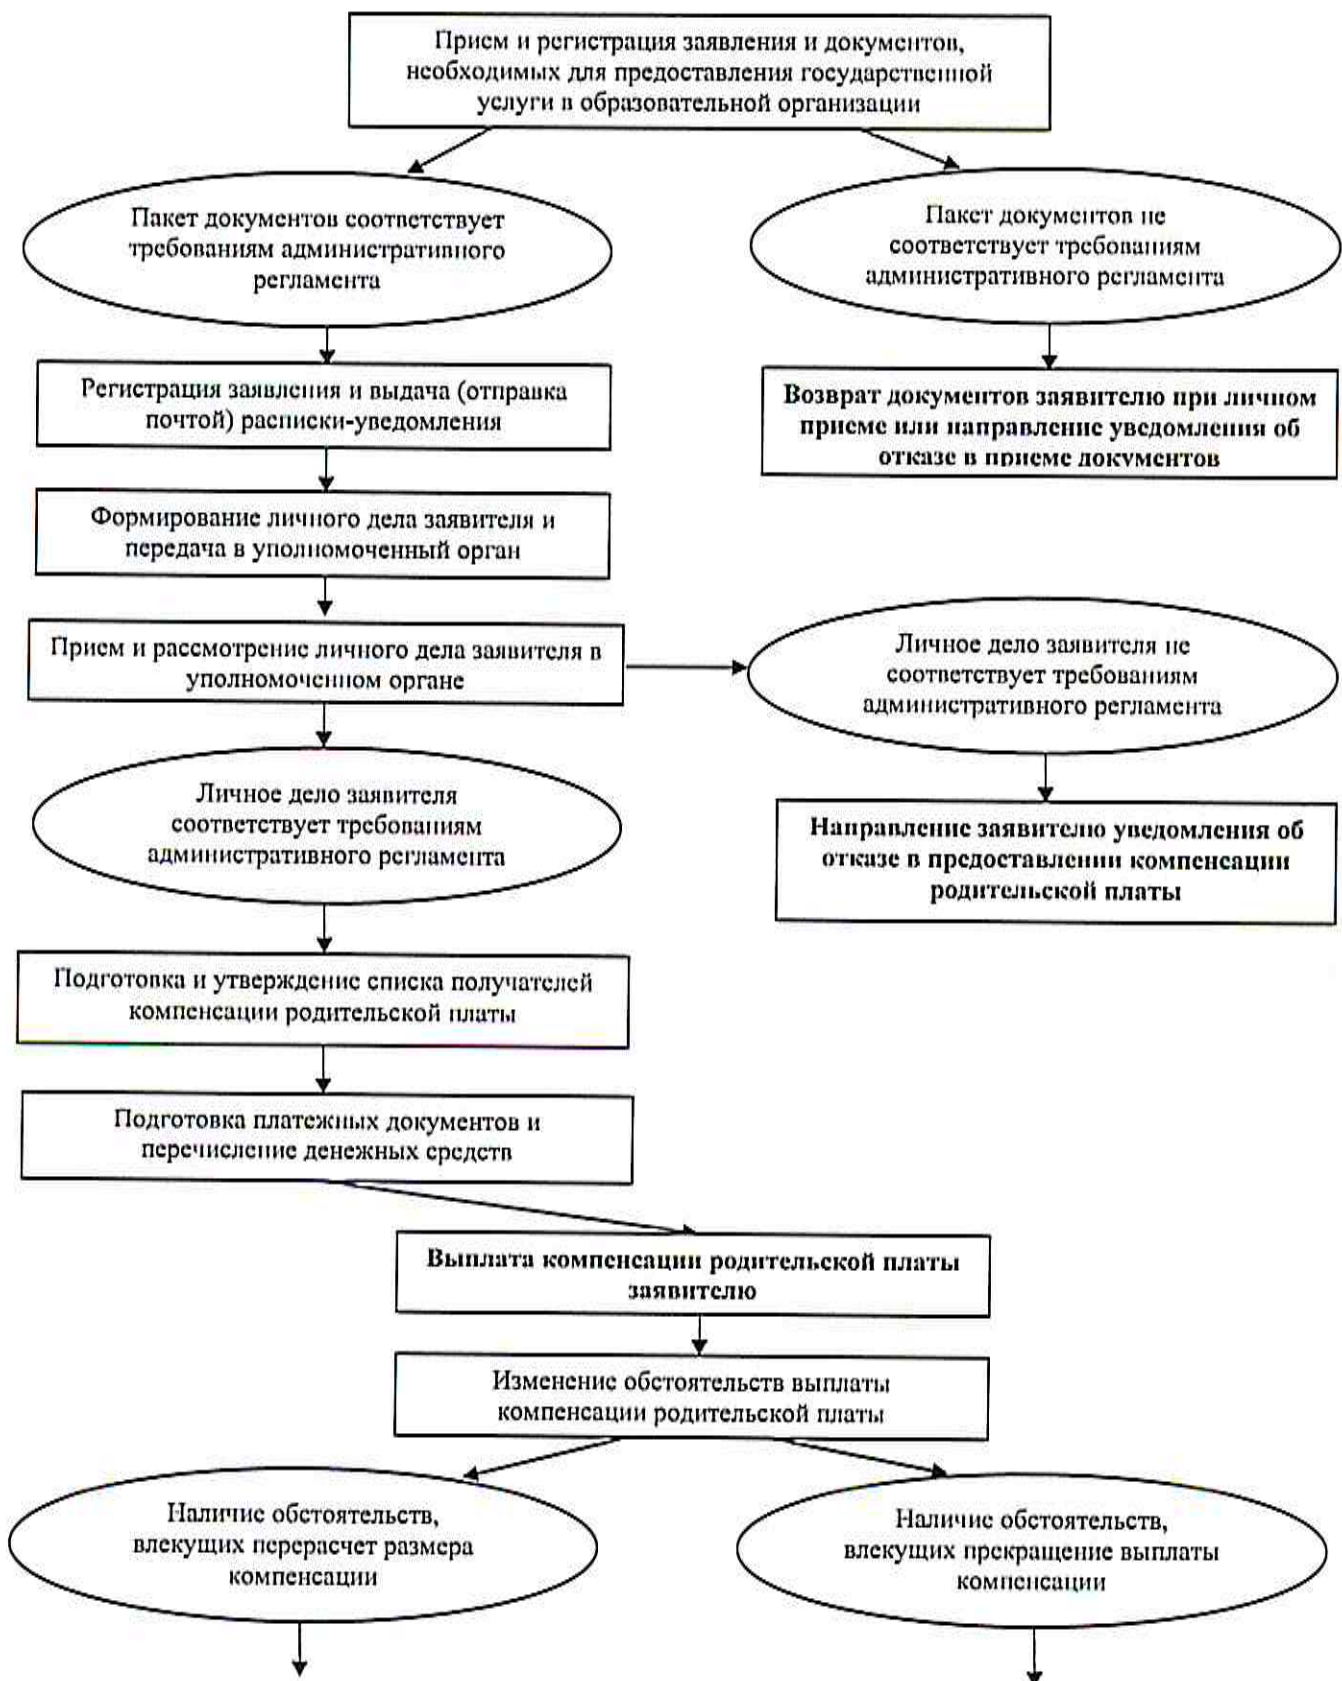 Прием и регистрация заявления и документов,
необходимых для предоставления государственной
услуги в образовательной организации
Пакет документов соответствует
требованиям административного
регламента
Пакет документов не
соответствует требованиям
административного регламента
Регистрация заявления и выдача (отправка
почтой) расписки-уведомления
Возврат документов заявителю при личном
приеме или направление уведомления об
отказе в приеме документов
Формирование личного дела заявителя и
передача в уполномоченный орган
Прием и рассмотрение личного дела заявителя в
уполномоченном органе
Личное дело заявителя не
соответствует требованиям
административного регламента
Личное дело заявителя
соответствует требованиям
административного регламента
Направление заявителю уведомления об
отказе в предоставлении компенсации
родительской платы
Подготовка и утверждение списка получателей
компенсации родительской платы
Подготовка платежных документов и
перечисление денежных средств
Выплата компенсации родительской платы
заявителю
Изменение обстоятельств выплаты
компенсации родительской платы
Наличие обстоятельств,
влекущих перерасчет размера
компенсации
Наличие обстоятельств,
влекущих прекращение выплаты
компенсации